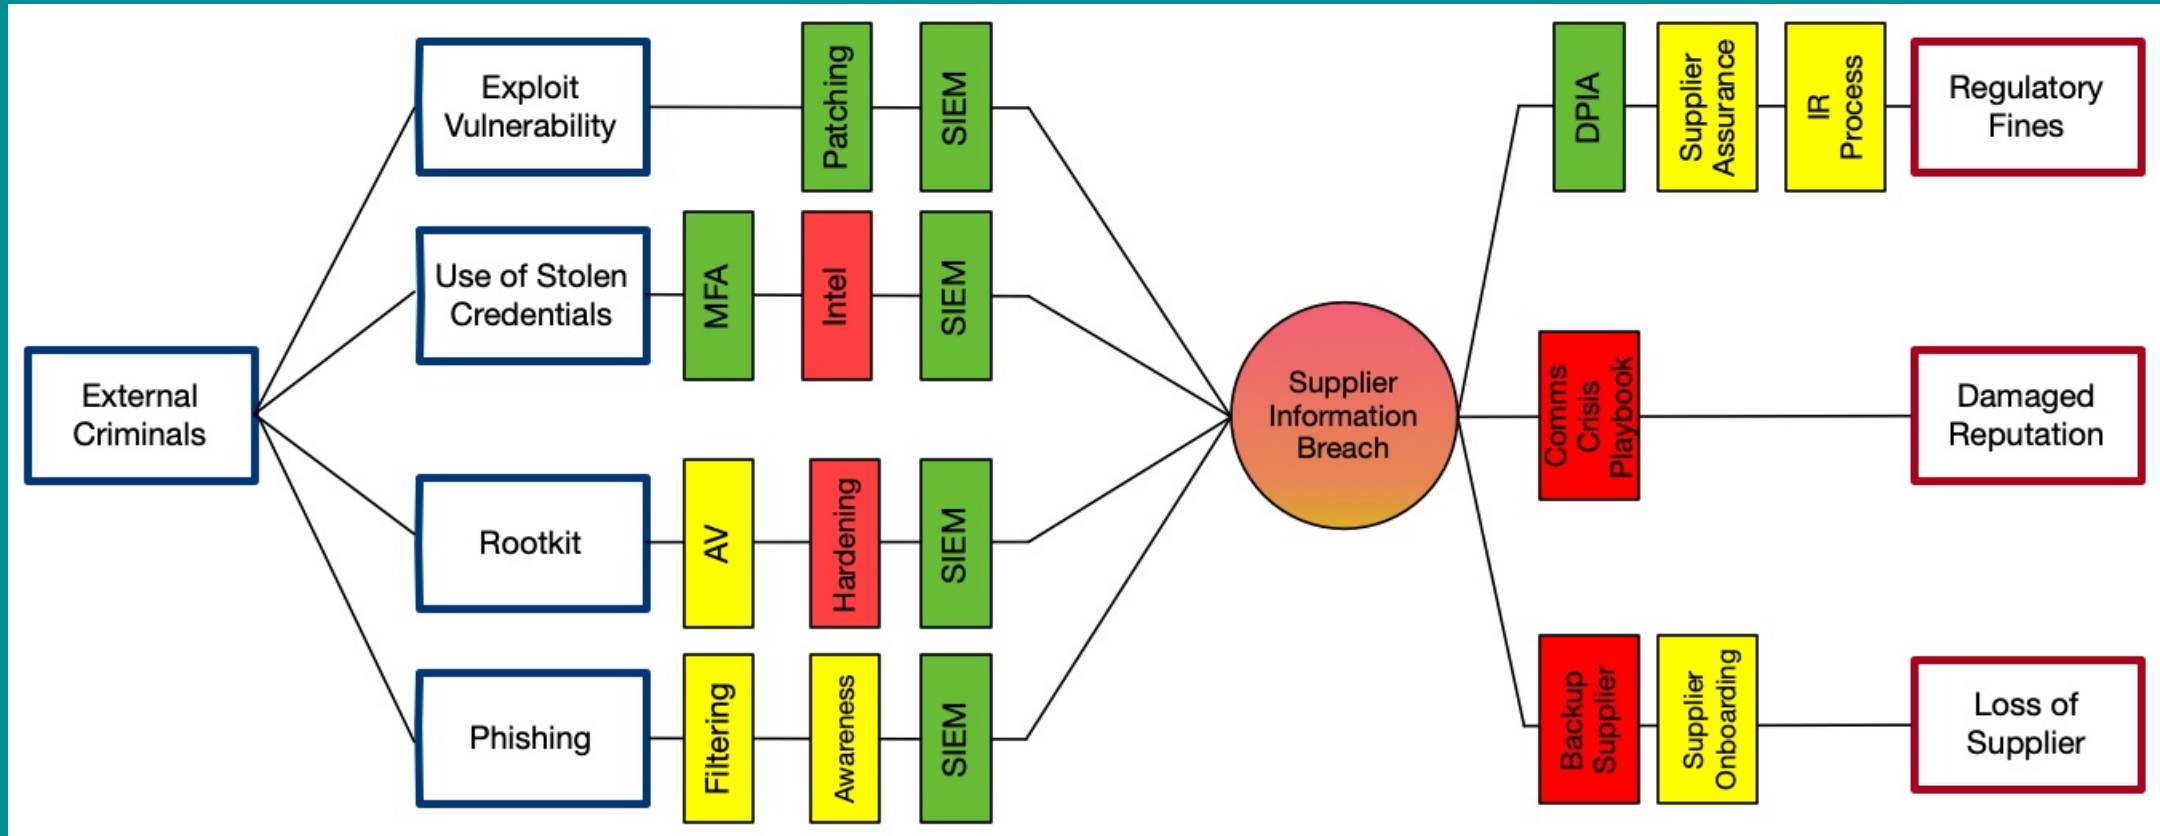 Exploit
Vulnerability
Patching
SIEM
DPIA
Supplier
Assurance
IR
Process
Regulatory
Fines
Use of Stolen
Credentials
MFA
Intel
SIEM
External
Criminals
Supplier
Information
Breach
Comms
Crisis
Playbook
Damaged
Reputation
Rootkit
AV
Hardening
SIEM
Phishing
Filtering
Awareness
SIEM
Backup
Supplier
Supplier
Onboarding
Loss of
Supplier